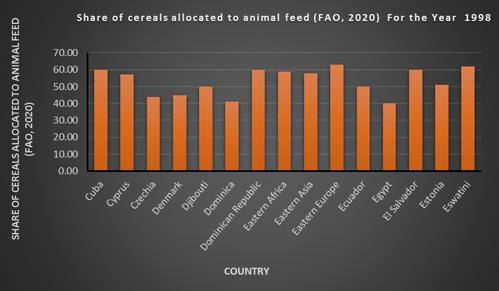 Share of cereals allocated to animal feed (FAO, 2020) For the Year 1998
SHARE OF CEREALS ALLOCATED TO ANIMAL FEED
(FAO, 2020)
70.00
60.00
50.00
40.00
30.00
20.00
10.00
0.00
Cuba
Cyprus
Czechia
Denmark
Djibouti
Dominica
Dominican Republic
Eastern Africa
Eastern Asia
Eastern Europe
Ecuador
Egypt
El Salvador
Estonia
Eswatini
COUNTRY